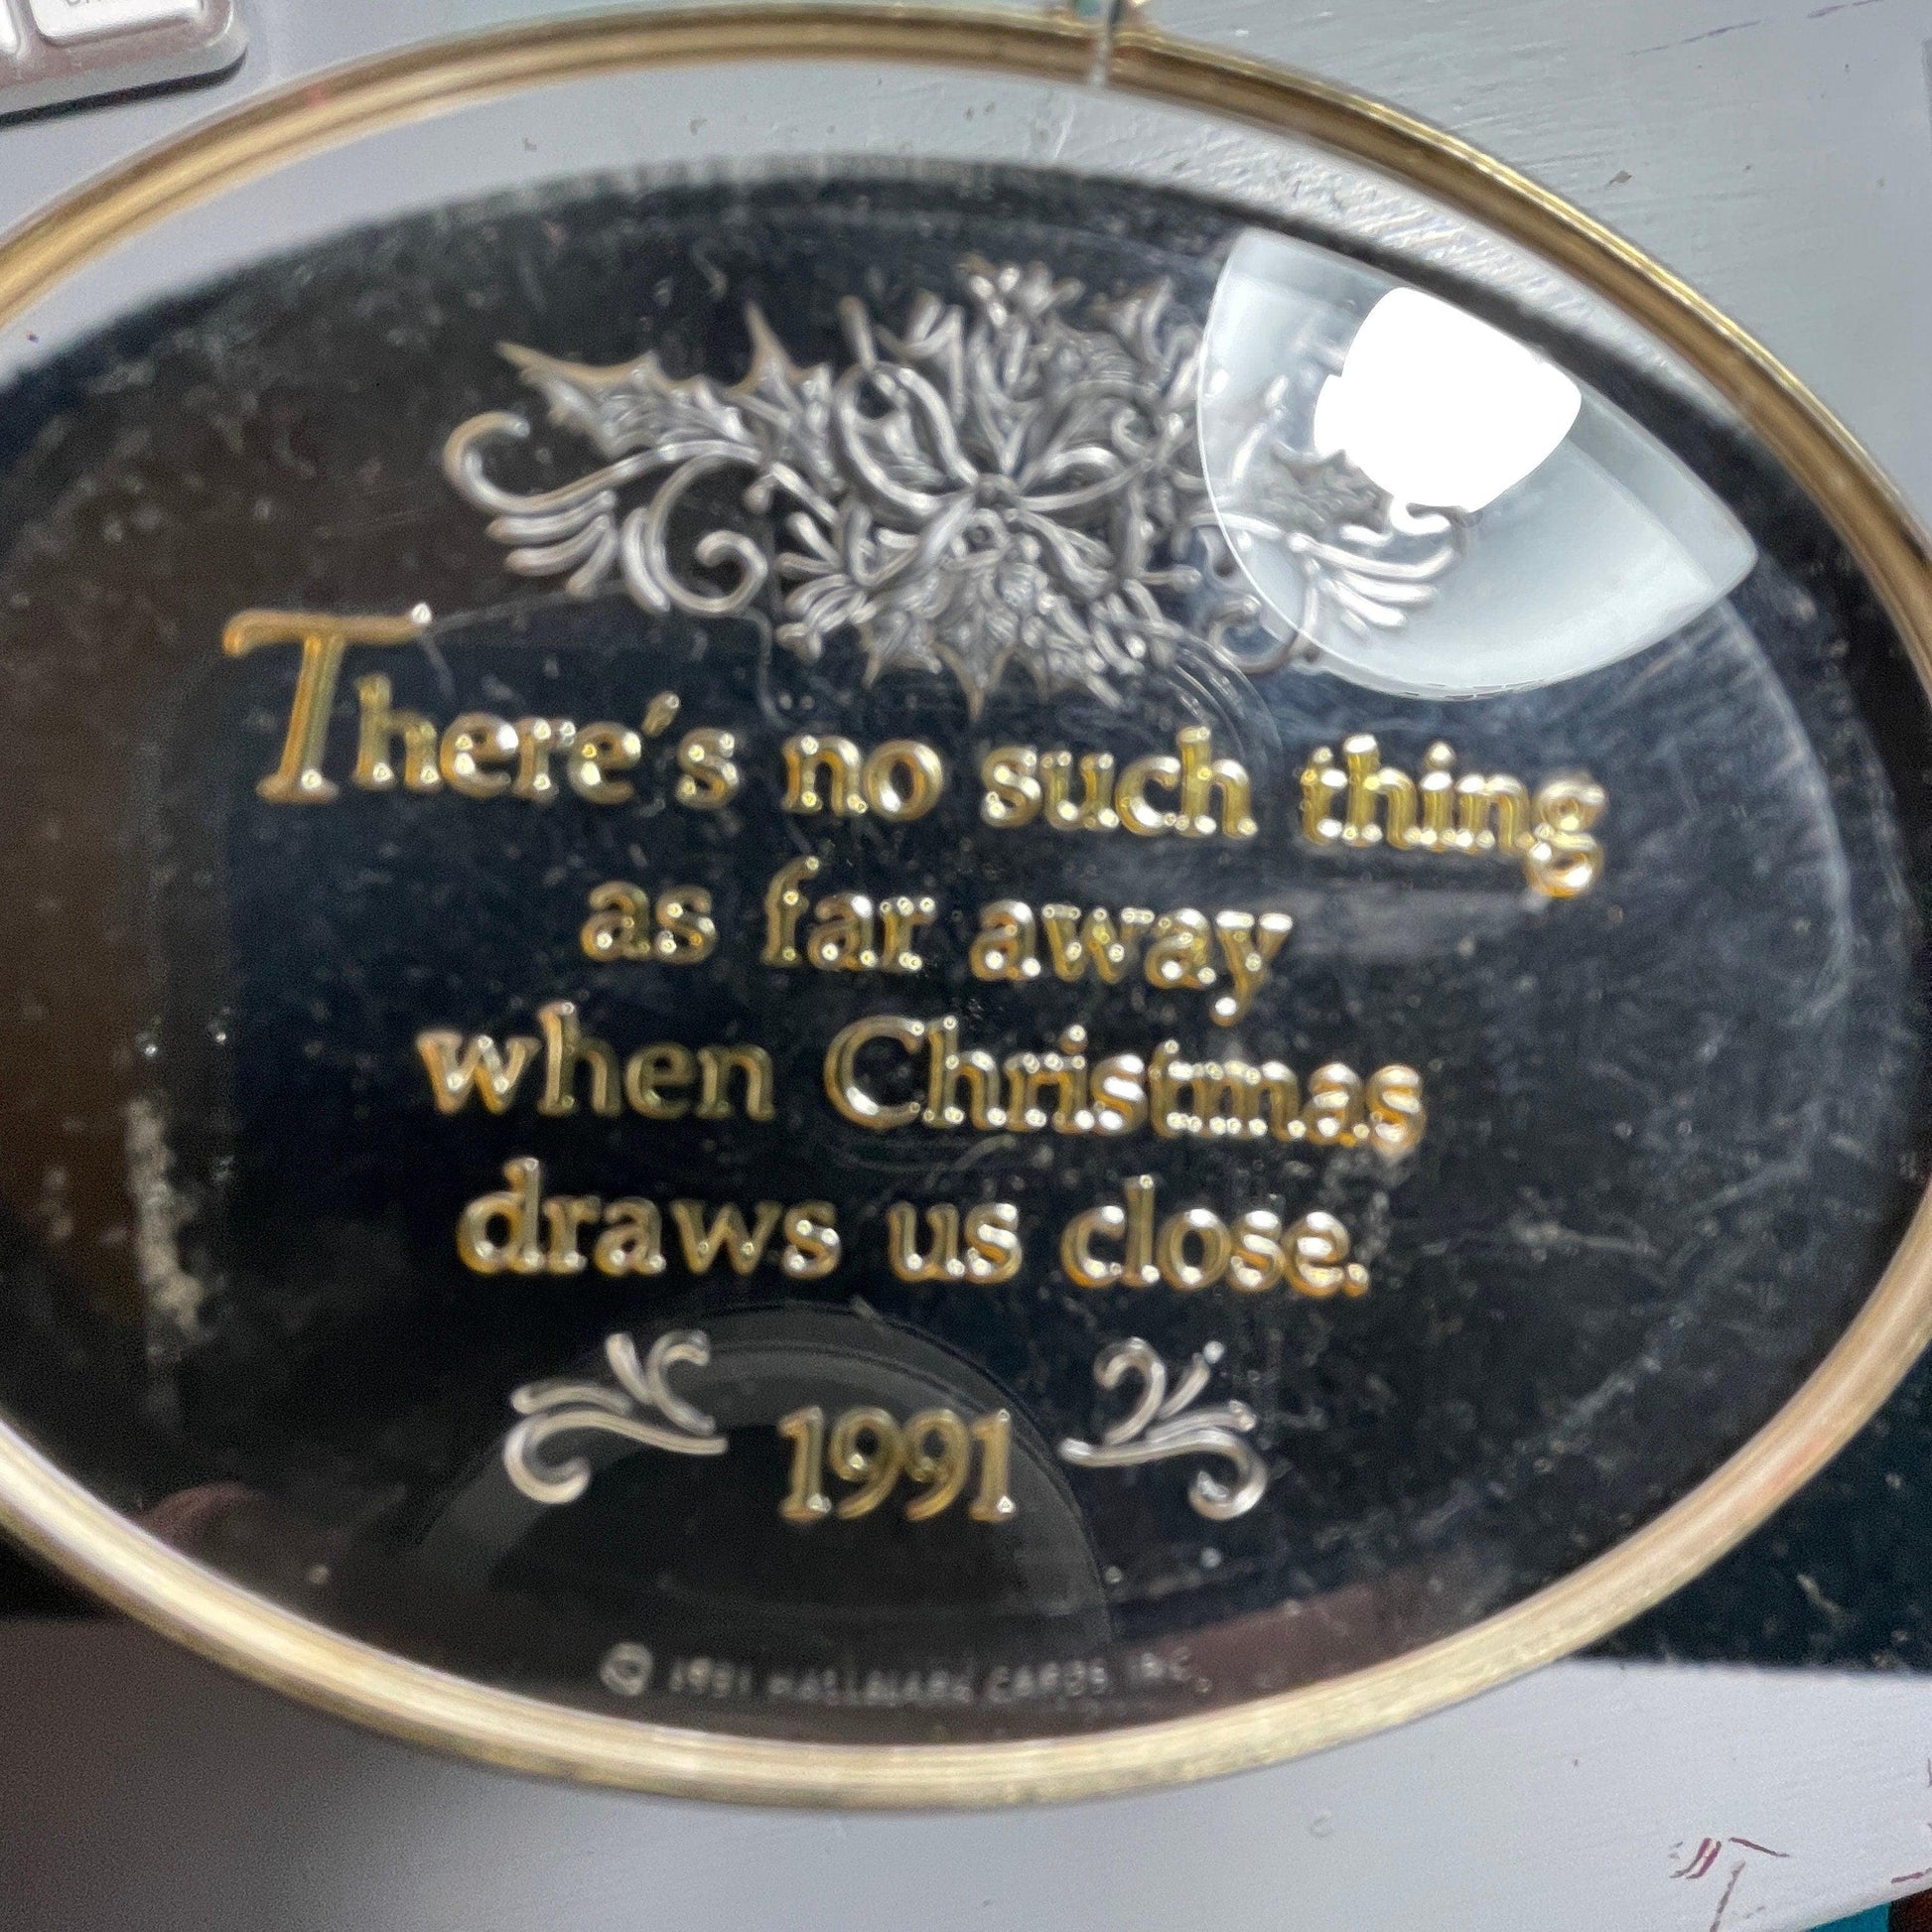 There's no such thing
as far away
when Christmas
draws us close.
1991
© 1991 HALLMARK CARDS, INC.